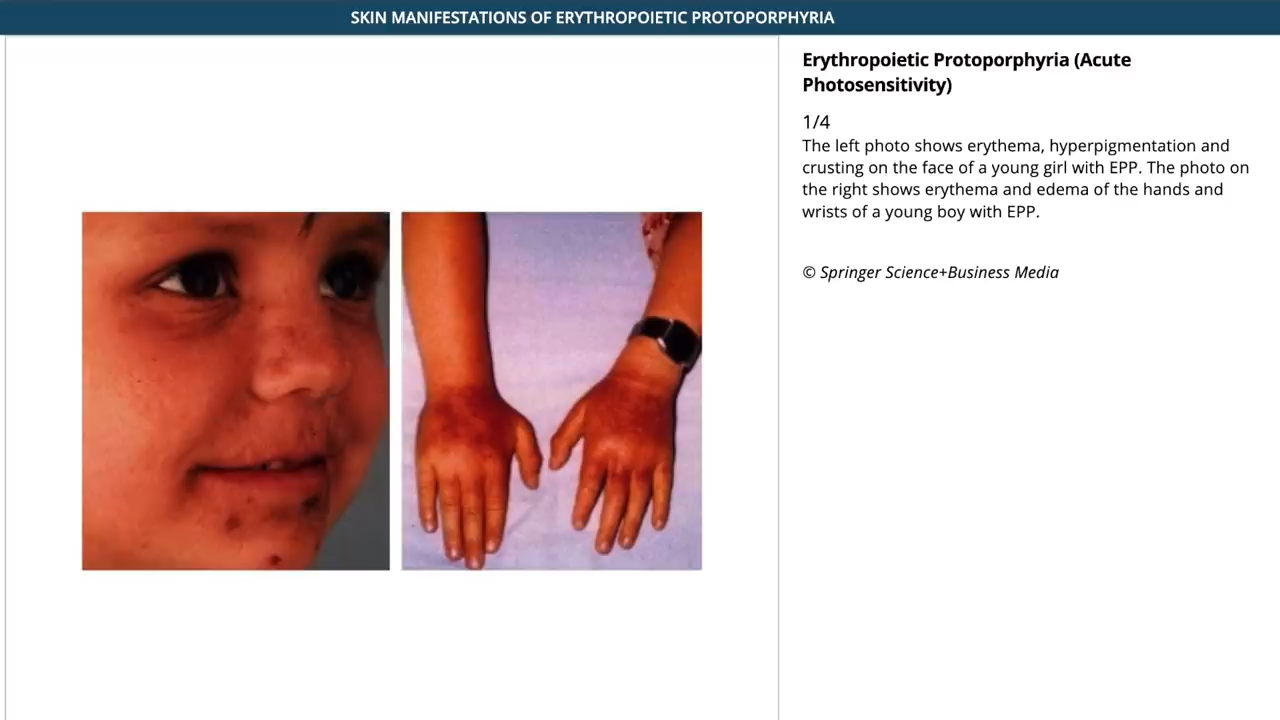 SKIN MANIFESTATIONS OF ERYTHROPOIETIC PROTOPORPHYRIA
Erythropoietic Protoporphyria (Acute
Photosensitivity)
1/4
The left photo shows erythema, hyperpigmentation and
crusting on the face of a young girl with EPP. The photo on
the right shows erythema and edema of the hands and
wrists of a young boy with EPP.
© Springer Science+Business Media